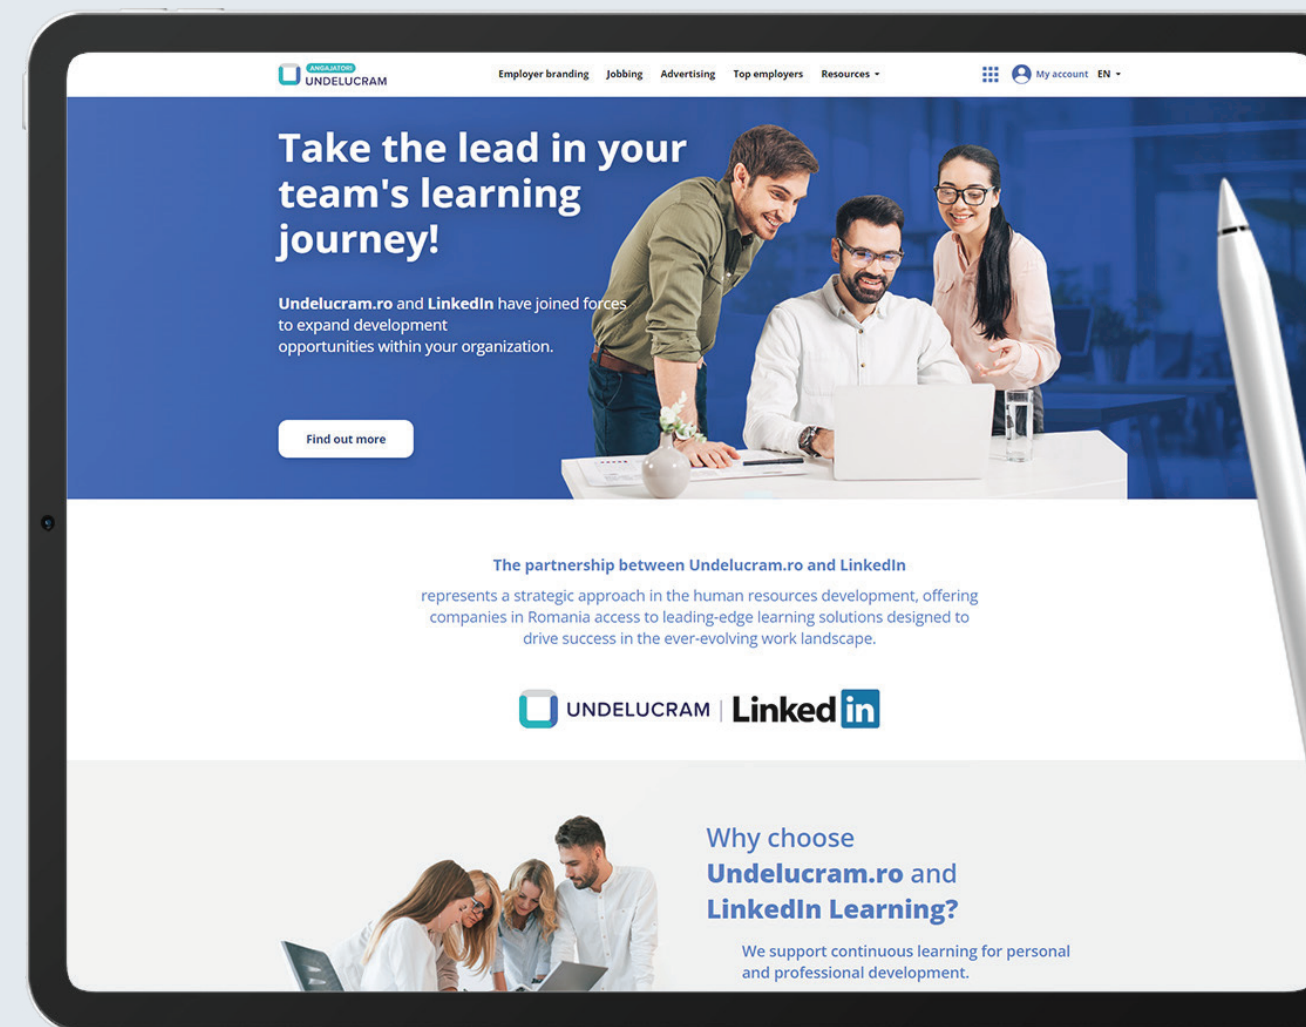 ANGAJATORI
UNDELUCRAM
Employer branding Jobbing Advertising Top employers Resources
My account EN
Take the lead in your
team's learning
journey!
Undelucram.ro and LinkedIn have joined forces
to expand development
opportunities within your organization.
Find out more
The partnership between Undelucram.ro and LinkedIn
represents a strategic approach in the human resources development, offering
companies in Romania access to leading-edge learning solutions designed to
drive success in the ever-evolving work landscape.
UNDELUCRAM | Linked in
Why choose
Undelucram.ro and
LinkedIn Learning?
We support continuous learning for personal
and professional development.